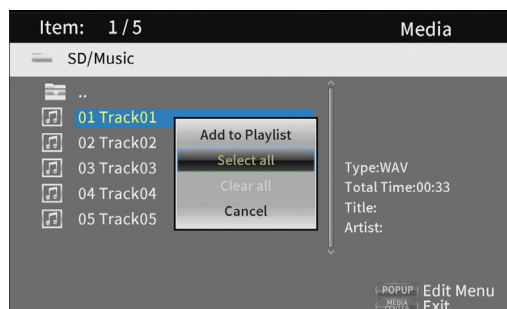 Item: 1/5 Media
SD/Music
..
01 Track01
02 Track02
03 Track03
04 Track04
05 Track05
Add to Playlist
Select all
Clear all
Cancel
Type:WAV
Total Time:00:33
Title:
Artist:
POPUP Edit Menu
MEDIA CENTER Exit